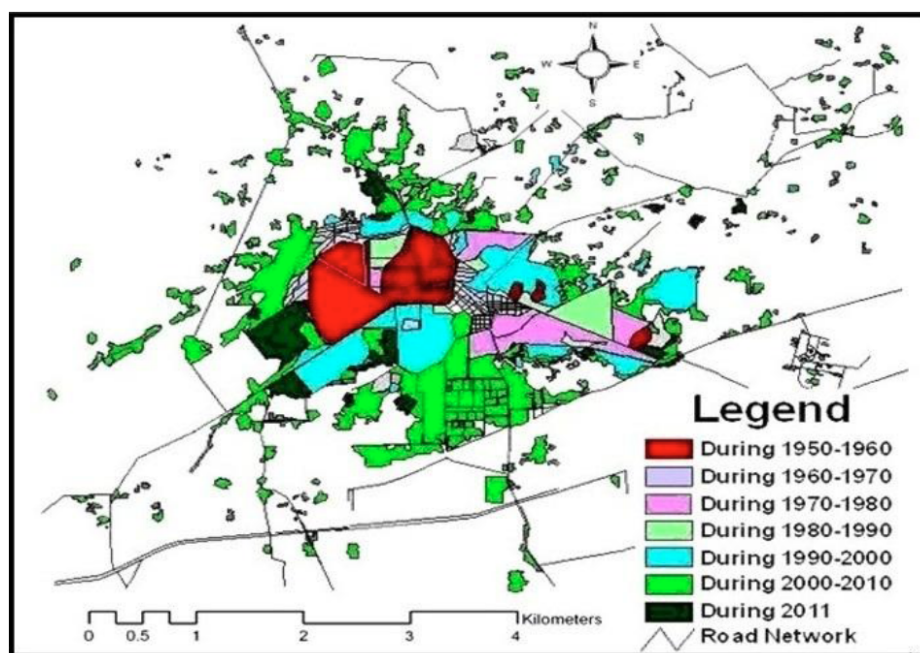 N
W E
S
Legend
During 1950-1960
During 1960-1970
During 1970-1980
During 1980-1990
During 1990-2000
During 2000-2010
During 2011
Road Network
Kilometers
0 0.5 1 2 3 4